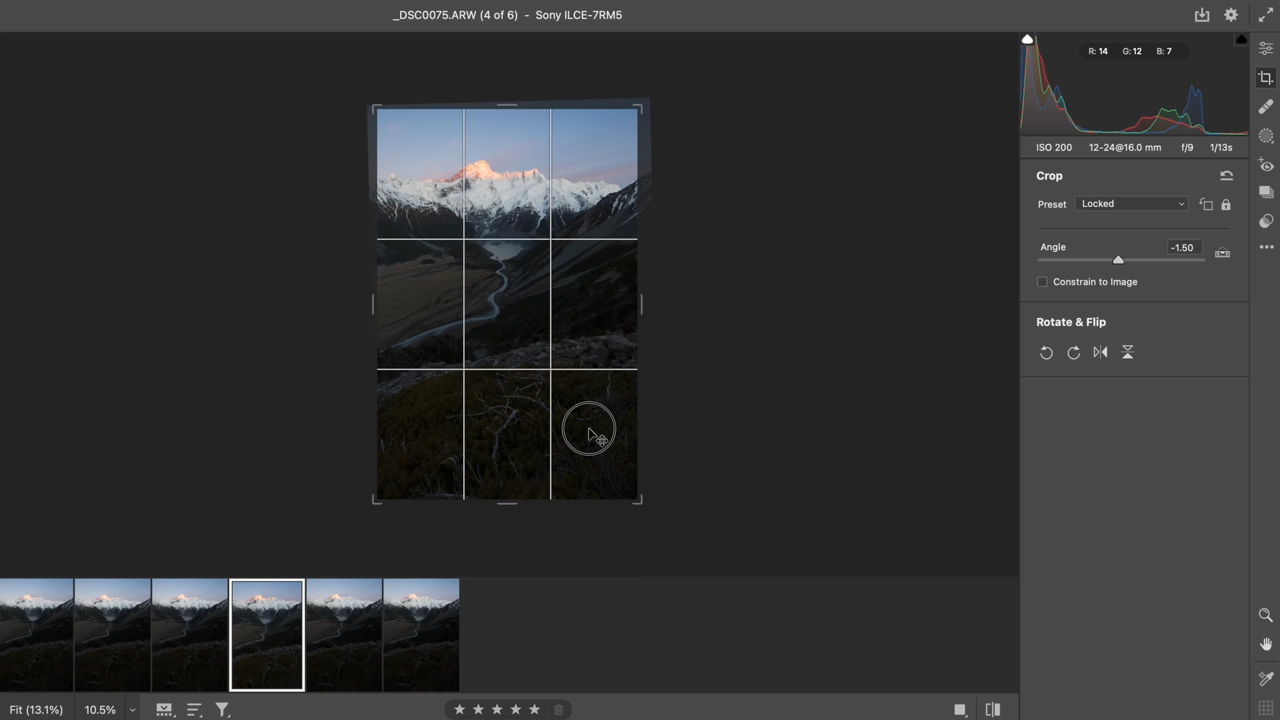 _DSC0075.ARW (4 of 6) - Sony ILCE-7RM5
R: 14 G: 12 B: 7
ISO 200 12-24@16.0 mm f/9 1/13s
Crop
Preset Locked
Angle -1.50
Constrain to Image
Rotate & Flip
Fit (13.1%) 10.5%